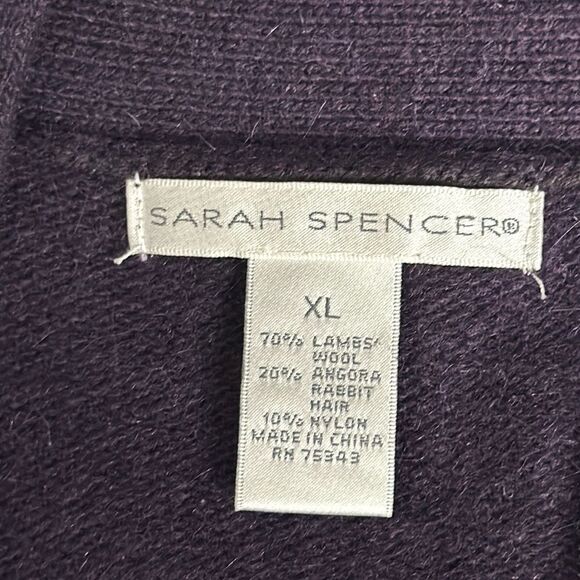 SARAH SPENCER®
XL
70% LAMBS'
WOOL
20% ANGORA
RABBIT
HAIR
10% NYLON
MADE IN CHINA
RN 75343